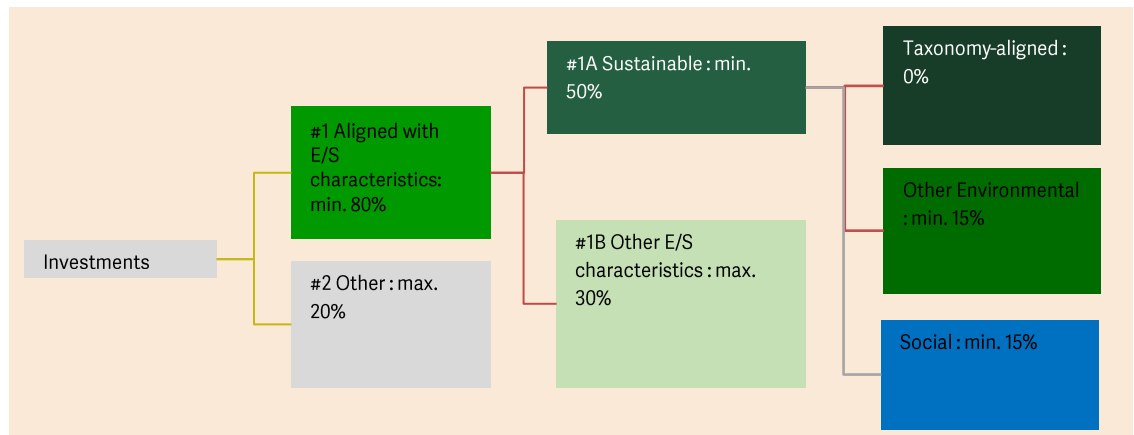 Investments
#1 Aligned with
E/S
characteristics:
min. 80%
#2 Other : max.
20%
#1A Sustainable : min.
50%
#1B Other E/S
characteristics : max.
30%
Taxonomy-aligned :
0%
Other Environmental
: min. 15%
Social : min. 15%